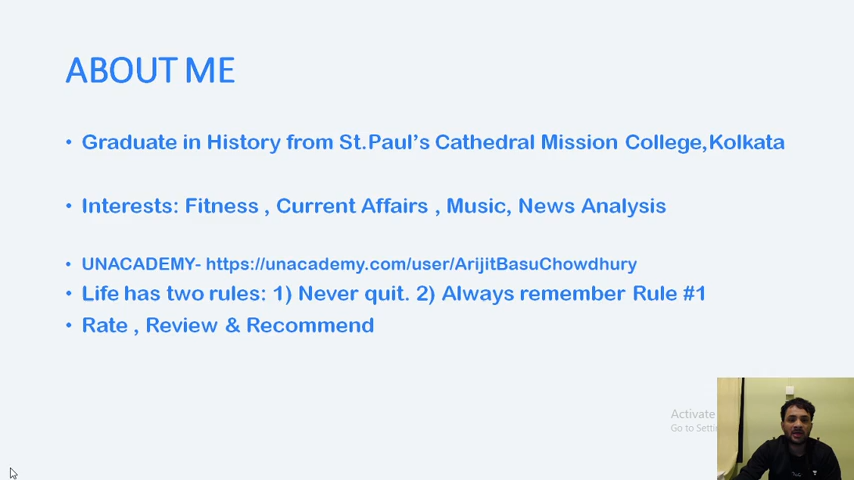 ABOUT ME
• Graduate in History from St.Paul's Cathedral Mission College,Kolkata
• Interests: Fitness , Current Affairs , Music, News Analysis
• UNACADEMY- https://unacademy.com/user/ArijitBasuChowdhury
• Life has two rules: 1) Never quit. 2) Always remember Rule #1
• Rate , Review & Recommend
Activate
Go to